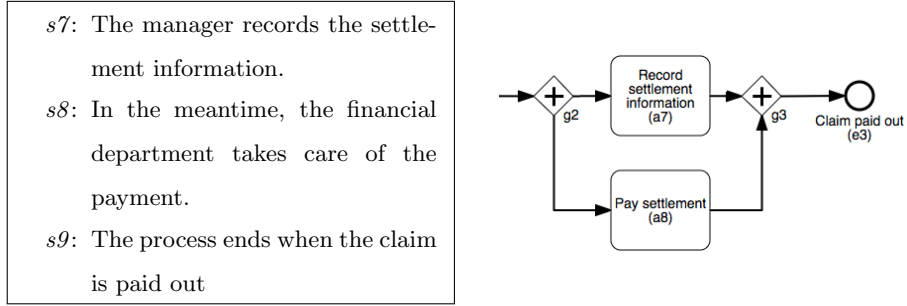 s7: The manager records the settle-
ment information.
s8: In the meantime, the financial
department takes care of the
payment.
s9: The process ends when the claim
is paid out
g2
Record
settlement
information
(a7)
g3
Claim paid out
(e3)
Pay settlement
(a8)